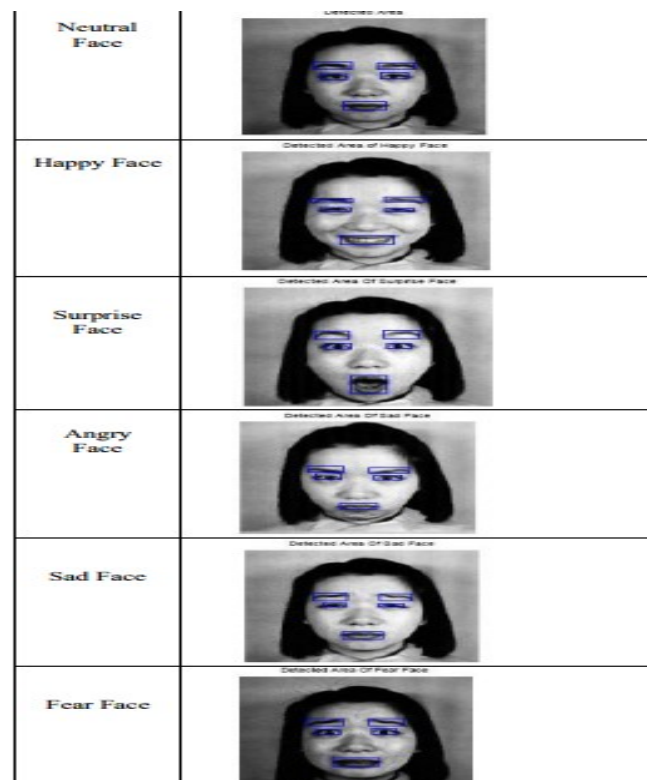 Detected Area
Neutral
Face
Detected Area of Happy Face
Happy Face
Detected Area Of Surprise Face
Surprise
Face
Detected Area Of Sad Face
Angry
Face
Detected Area Of Sad Face
Sad Face
Detected Area Of Fear Face
Fear Face